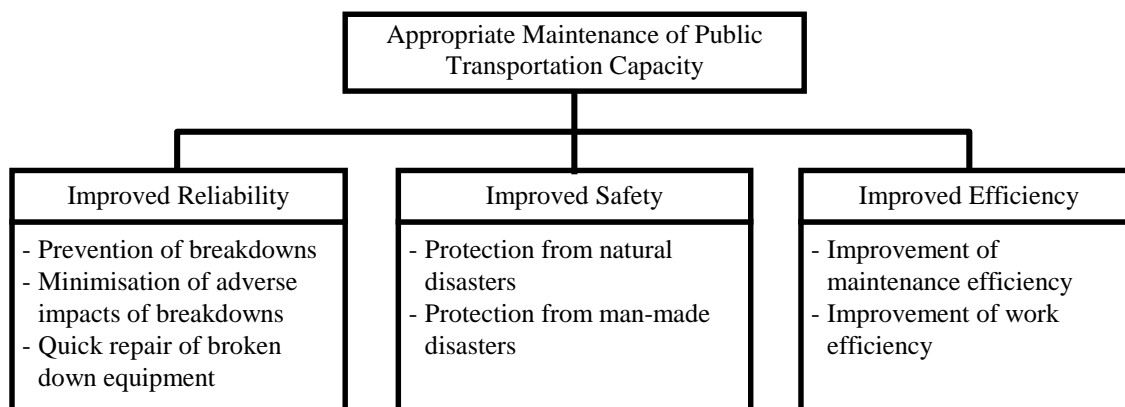 Appropriate Maintenance of Public
Transportation Capacity
Improved Reliability
- Prevention of breakdowns
- Minimisation of adverse
impacts of breakdowns
- Quick repair of broken
down equipment
Improved Safety
- Protection from natural
disasters
- Protection from man-made
disasters
Improved Efficiency
- Improvement of
maintenance efficiency
- Improvement of work
efficiency